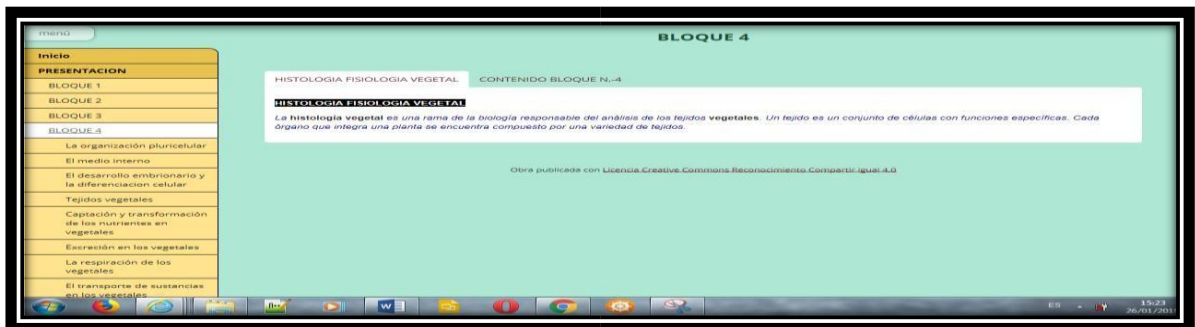 menú
BLOQUE 4
Inicio
PRESENTACION
BLOQUE 1
BLOQUE 2
BLOQUE 3
BLOQUE 4
La organización pluricelular
El medio interno
El desarrollo embrionario y
la diferenciacion celular
Tejidos vegetales
Captación y transformación
de los nutrientes en
vegetales
Excreción en los vegetales
La respiración de los
vegetales
El transporte de sustancias
en los vegetales
HISTOLOGIA FISIOLOGIA VEGETAL CONTENIDO BLOQUE N.-4
HISTOLOGIA FISIOLOGIA VEGETAL
La histología vegetal es una rama de la biología responsable del análisis de los tejidos vegetales. Un tejido es un conjunto de células con funciones específicas. Cada
órgano que integra una planta se encuentra compuesto por una variedad de tejidos.
Obra publicada con Licencia Creative Commons Reconocimiento Compartir igual 4.0
ES
15:23
26/01/201